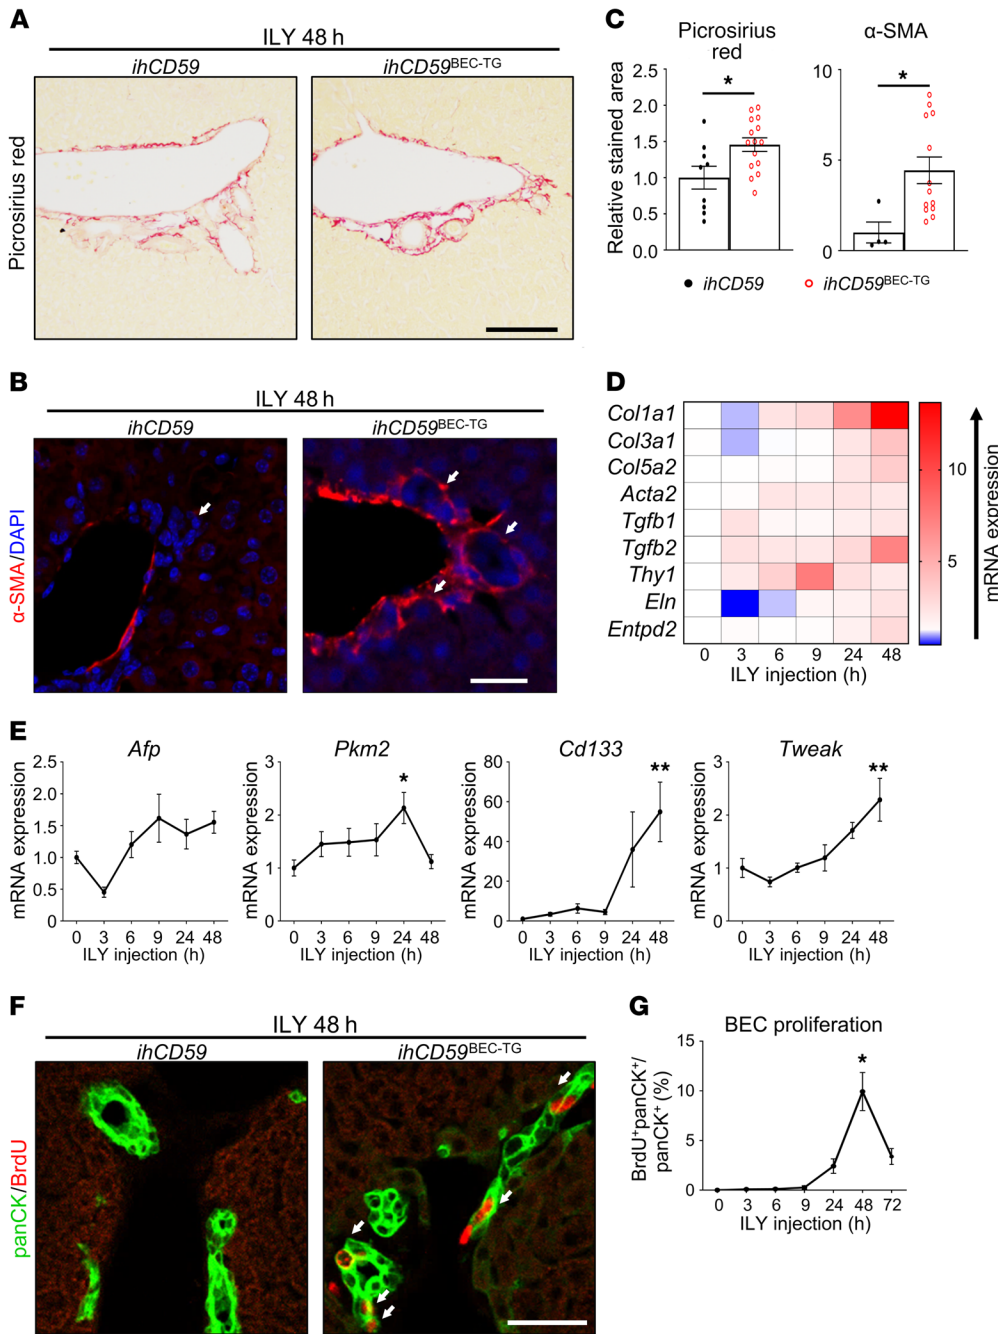 A
ILY 48 h
ihCD59
ihCD59BEC-TG
Picrosirius red
B
ILY 48 h
ihCD59
ihCD59BEC-TG
α-SMA/DAPI
C
Picrosirius
red
α-SMA
Relative stained area
2.5
2.0
1.5
1.0
0.5
0.0
*
10
5
0
*
ihCD59
ihCD59BEC-TG
D
Col1a1
Col3a1
Col5a2
Acta2
Tgfb1
Tgfb2
Thy1
Eln
Entpd2
0 3 6 9 24 48
ILY injection (h)
10
5
mRNA expression
E
Afp
mRNA expression
2.5
2.0
1.5
1.0
0.5
0
0 3 6 9 24 48
ILY injection (h)
Pkm2
mRNA expression
3
2
1
0
*
0 3 6 9 24 48
ILY injection (h)
Cd133
mRNA expression
80
60
40
20
0
**
0 3 6 9 24 48
ILY injection (h)
Tweak
mRNA expression
3
2
1
0
**
0 3 6 9 24 48
ILY injection (h)
F
ILY 48 h
ihCD59
ihCD59BEC-TG
panCK/BrdU
G
BEC proliferation
BrdU+panCK+/
panCK+ (%)
15
10
5
0
*
0 3 6 9 24 48 72
ILY injection (h)